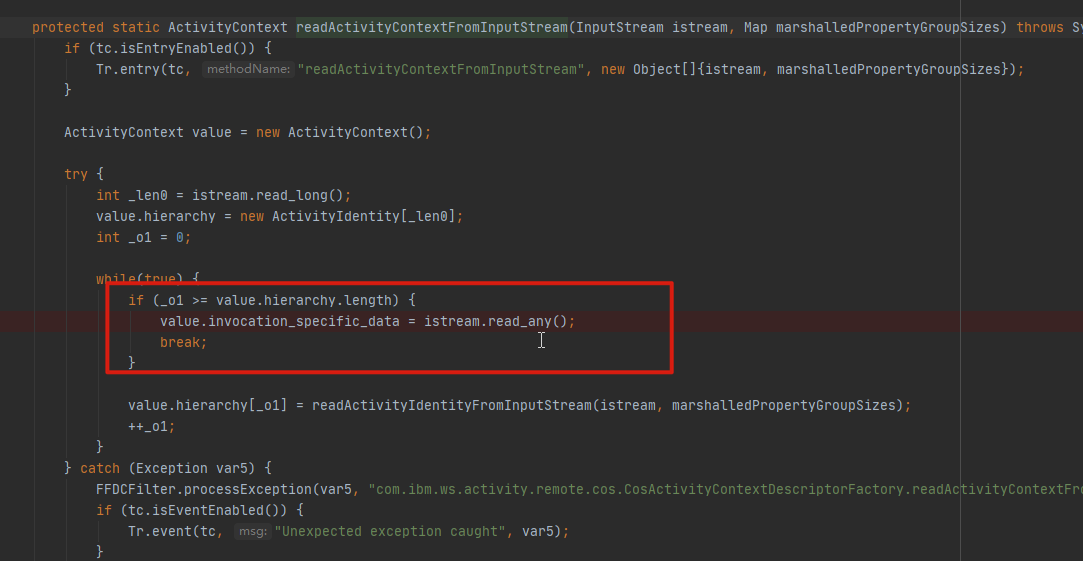 protected static ActivityContext readActivityContextFromInputStream(InputStream istream, Map marshalledPropertyGroupSizes) throws Sy
if (tc.isEntryEnabled()) {
Tr.entry(tc, methodName: "readActivityContextFromInputStream", new Object[]{istream, marshalledPropertyGroupSizes});
}
ActivityContext value = new ActivityContext();
try {
int _len0 = istream.read_long();
value.hierarchy = new ActivityIdentity[_len0];
int _o1 = 0;
while(true) {
if (_o1 >= value.hierarchy.length) {
value.invocation_specific_data = istream.read_any();
break;
}
value.hierarchy[_o1] = readActivityIdentityFromInputStream(istream, marshalledPropertyGroupSizes);
++_o1;
}
} catch (Exception var5) {
FFDCFilter.processException(var5, "com.ibm.ws.activity.remote.cos.CosActivityContextDescriptorFactory.readActivityContextFro
if (tc.isEventEnabled()) {
Tr.event(tc, msg: "Unexpected exception caught", var5);
}